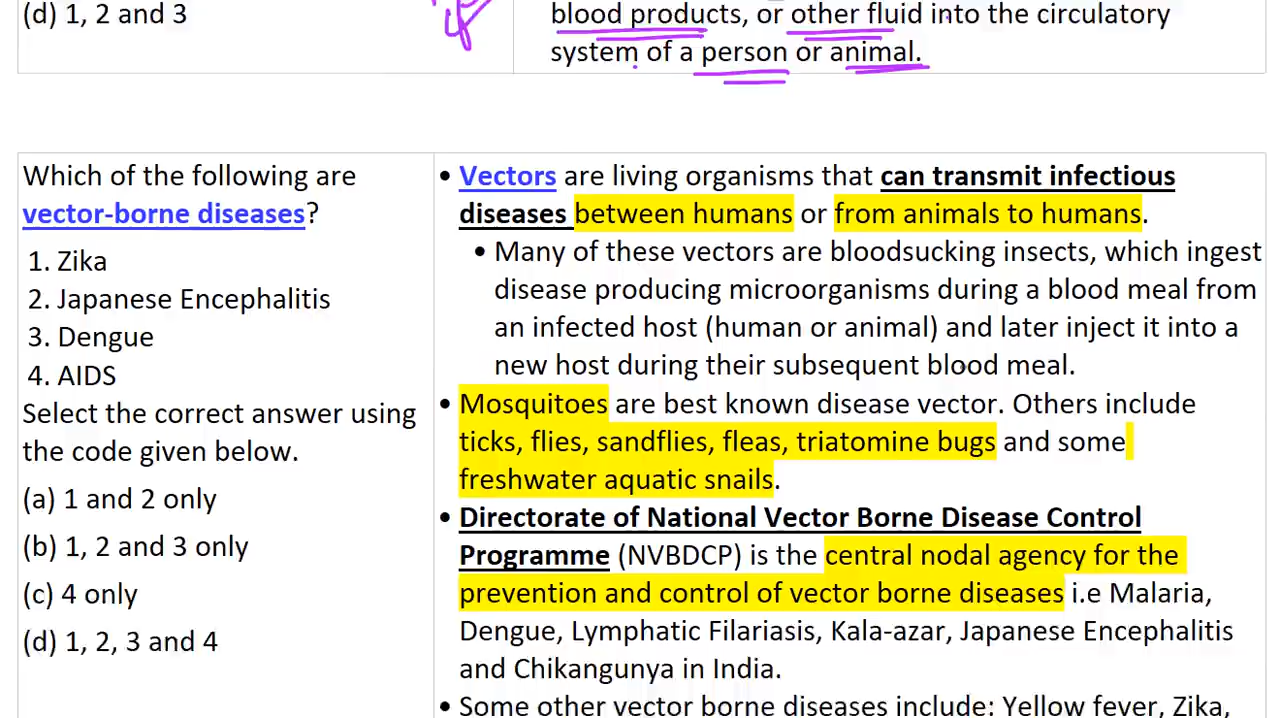 (d) 1, 2 and 3
blood products, or other fluid into the circulatory
system of a person or animal.
Which of the following are
vector-borne diseases?
1. Zika
2. Japanese Encephalitis
3. Dengue
4. AIDS
Select the correct answer using
the code given below.
(a) 1 and 2 only
(b) 1, 2 and 3 only
(c) 4 only
(d) 1, 2, 3 and 4
• Vectors are living organisms that can transmit infectious
diseases between humans or from animals to humans.
• Many of these vectors are bloodsucking insects, which ingest
disease producing microorganisms during a blood meal from
an infected host (human or animal) and later inject it into a
new host during their subsequent blood meal.
• Mosquitoes are best known disease vector. Others include
ticks, flies, sandflies, fleas, triatomine bugs and some
freshwater aquatic snails.
• Directorate of National Vector Borne Disease Control
Programme (NVBDCP) is the central nodal agency for the
prevention and control of vector borne diseases i.e Malaria,
Dengue, Lymphatic Filariasis, Kala-azar, Japanese Encephalitis
and Chikangunya in India.
• Some other vector borne diseases include: Yellow fever, Zika,